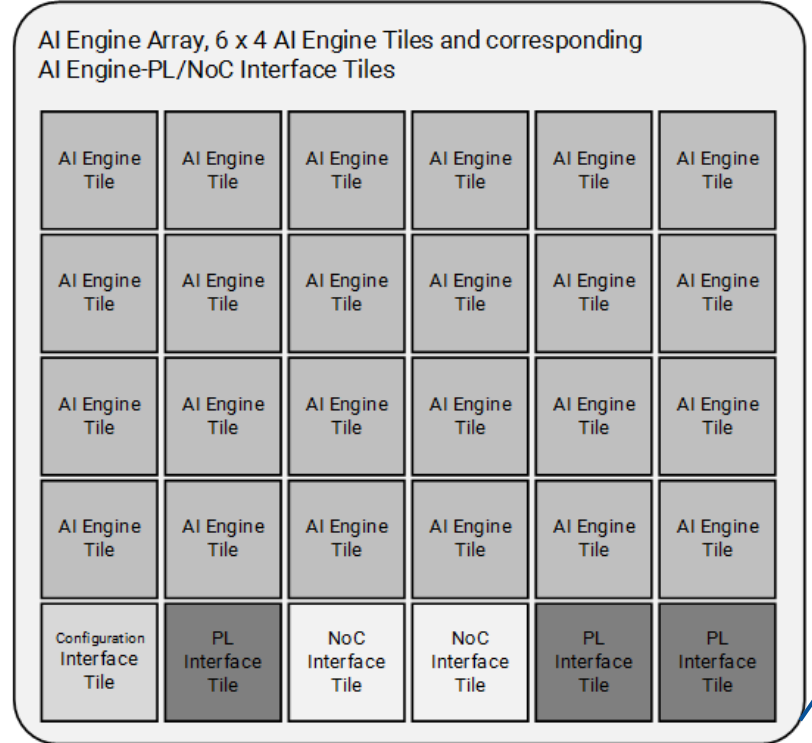 AI Engine Array, 6 x 4 AI Engine Tiles and corresponding
AI Engine-PL/NoC Interface Tiles
AI Engine
Tile
AI Engine
Tile
AI Engine
Tile
AI Engine
Tile
AI Engine
Tile
AI Engine
Tile
AI Engine
Tile
AI Engine
Tile
AI Engine
Tile
AI Engine
Tile
AI Engine
Tile
AI Engine
Tile
AI Engine
Tile
AI Engine
Tile
AI Engine
Tile
AI Engine
Tile
AI Engine
Tile
AI Engine
Tile
AI Engine
Tile
AI Engine
Tile
AI Engine
Tile
AI Engine
Tile
AI Engine
Tile
AI Engine
Tile
Configuration
Interface
Tile
PL
Interface
Tile
NoC
Interface
Tile
NoC
Interface
Tile
PL
Interface
Tile
PL
Interface
Tile